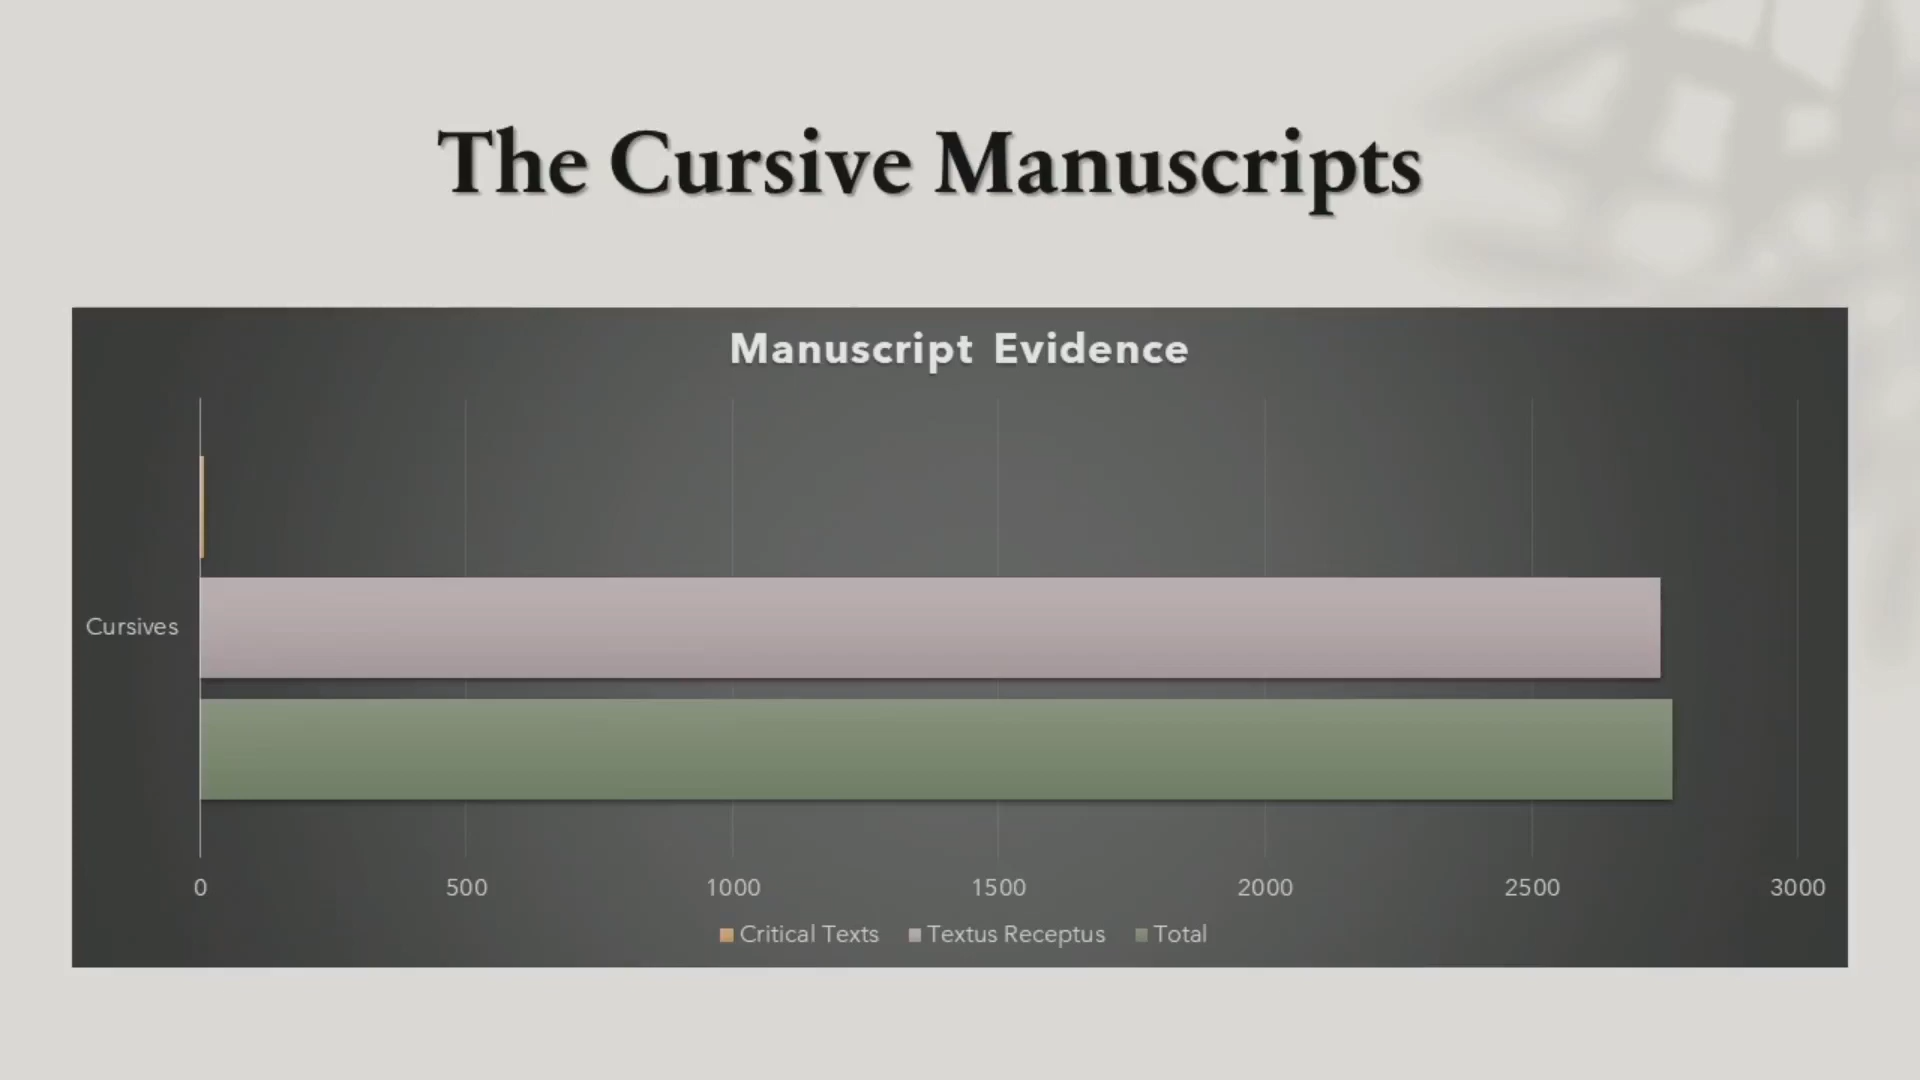 The Cursive Manuscripts
Manuscript Evidence
Cursives
0 500 1000 1500 2000 2500 3000
Critical Texts Textus Receptus Total